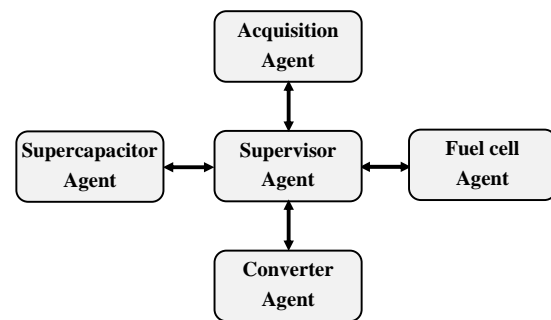 Acquisition
Agent
Supercapacitor
Agent
Supervisor
Agent
Fuel cell
Agent
Converter
Agent